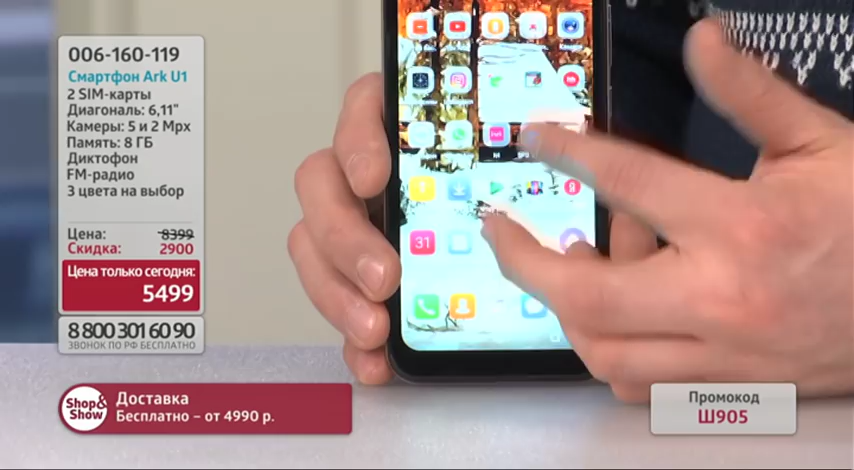 006-160-119
Смартфон Ark U1
2 SIM-карты
Диагональ: 6,11"
Камеры: 5 и 2 Mpx
Память: 8 ГБ
Диктофон
FM-радио
3 цвета на выбор
Цена: 8399
Скидка: 2900
Цена только сегодня:
5499
8 800 301 60 90
ЗВОНОК ПО РФ БЕСПЛАТНО
Shop&
Show
Доставка
Бесплатно – от 4990 р.
Промокод
Ш905
31